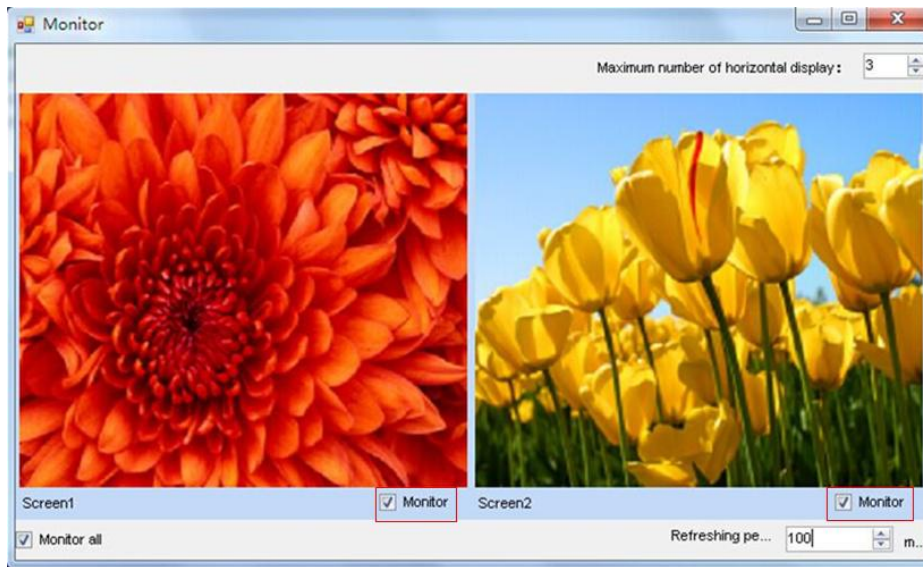 Monitor
Maximum number of horizontal display: 3
Screen1
Monitor
Screen2
Monitor
Monitor all
Refreshing pe... 100 m..